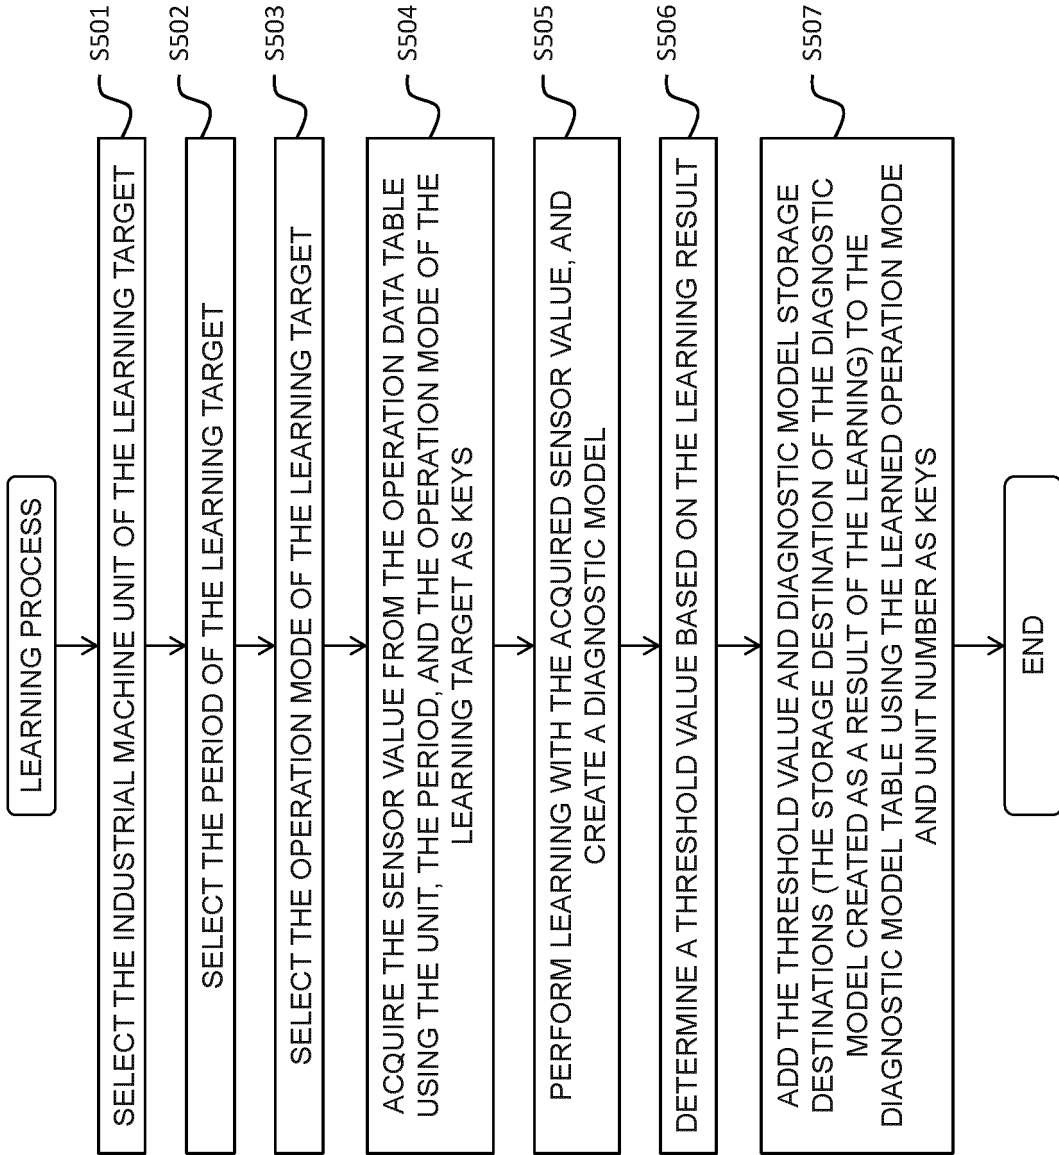 LEARNING PROCESS
SELECT THE INDUSTRIAL MACHINE UNIT OF THE LEARNING TARGET
S501
SELECT THE PERIOD OF THE LEARNING TARGET
S502
SELECT THE OPERATION MODE OF THE LEARNING TARGET
S503
ACQUIRE THE SENSOR VALUE FROM THE OPERATION DATA TABLE
USING THE UNIT, THE PERIOD, AND THE OPERATION MODE OF THE
LEARNING TARGET AS KEYS
S504
PERFORM LEARNING WITH THE ACQUIRED SENSOR VALUE, AND
CREATE A DIAGNOSTIC MODEL
S505
DETERMINE A THRESHOLD VALUE BASED ON THE LEARNING RESULT
S506
ADD THE THRESHOLD VALUE AND DIAGNOSTIC MODEL STORAGE
DESTINATIONS (THE STORAGE DESTINATION OF THE DIAGNOSTIC
MODEL CREATED AS A RESULT OF THE LEARNING) TO THE
DIAGNOSTIC MODEL TABLE USING THE LEARNED OPERATION MODE
AND UNIT NUMBER AS KEYS
S507
END